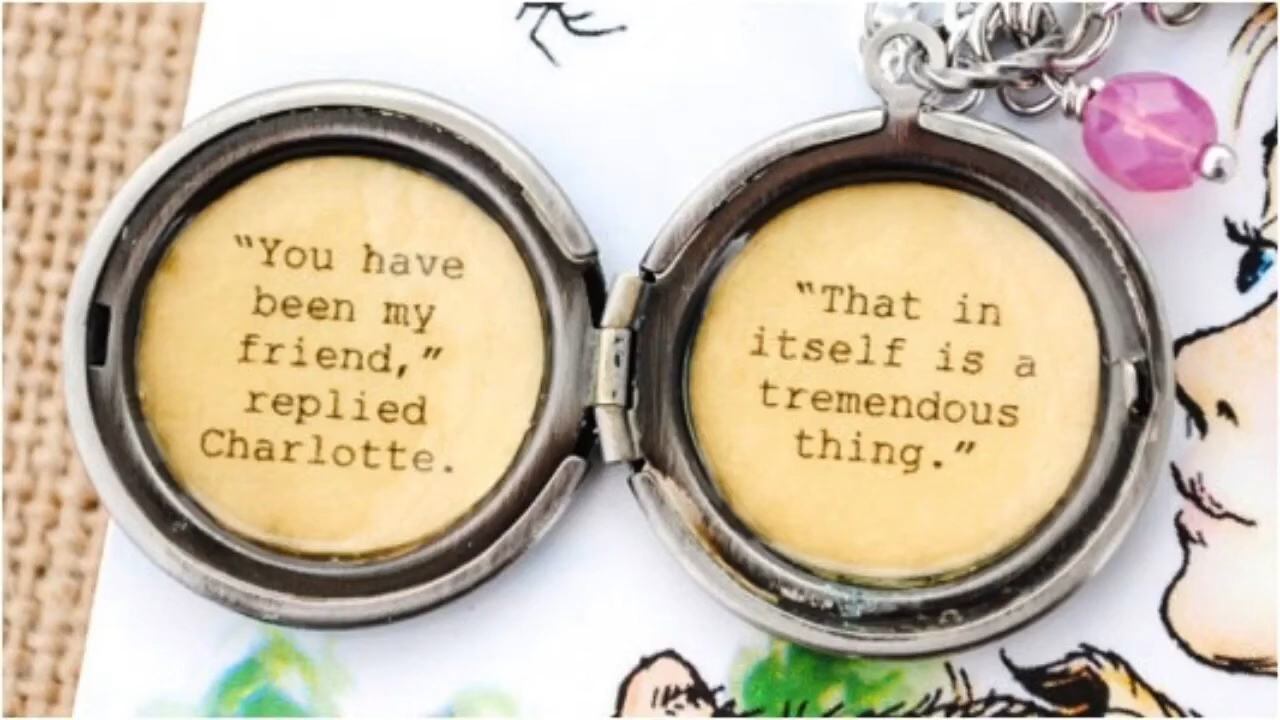 “You have
been my
friend,”
replied
Charlotte.
“That in
itself is a
tremendous
thing.”